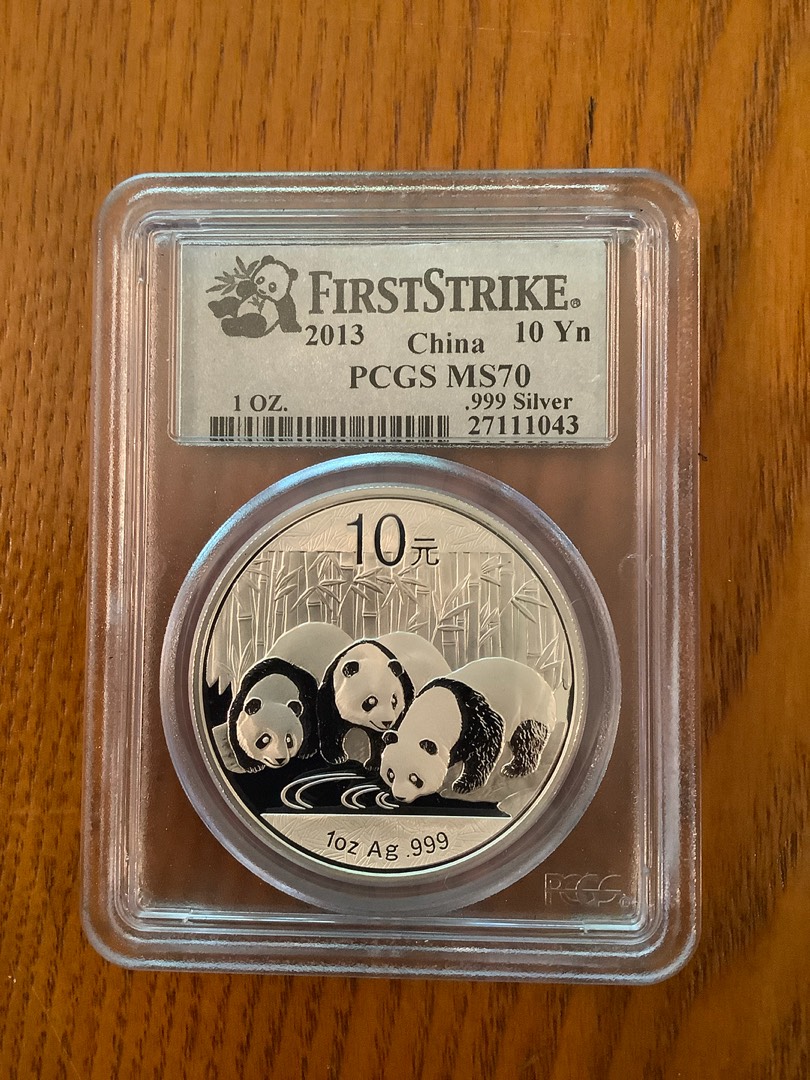 FIRSTSTRIKE®
2013 China 10 Yn
PCGS MS70
1 OZ. .999 Silver
27111043
10元
1oz Ag .999
PCGS